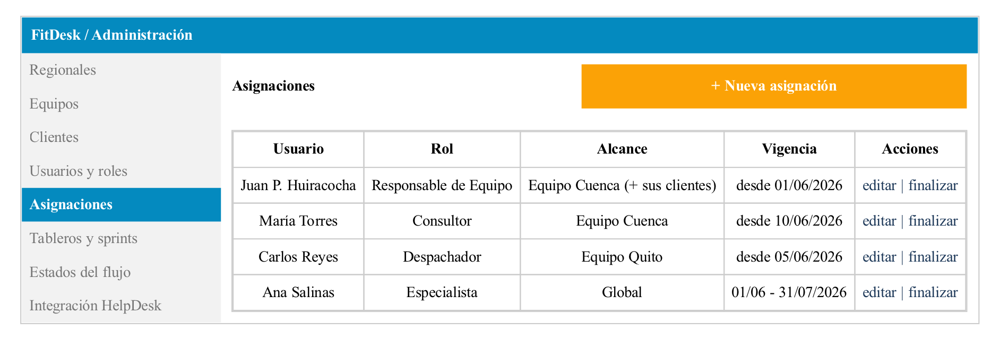 FitDesk / Administración
Regionales
Equipos
Clientes
Usuarios y roles
Asignaciones
Tableros y sprints
Estados del flujo
Integración HelpDesk
Asignaciones
+ Nueva asignación
Usuario Rol Alcance Vigencia Acciones
Juan P. Huiracocha Responsable de Equipo Equipo Cuenca (+ sus clientes) desde 01/06/2026 editar | finalizar
María Torres Consultor Equipo Cuenca desde 10/06/2026 editar | finalizar
Carlos Reyes Despachador Equipo Quito desde 05/06/2026 editar | finalizar
Ana Salinas Especialista Global 01/06 - 31/07/2026 editar | finalizar